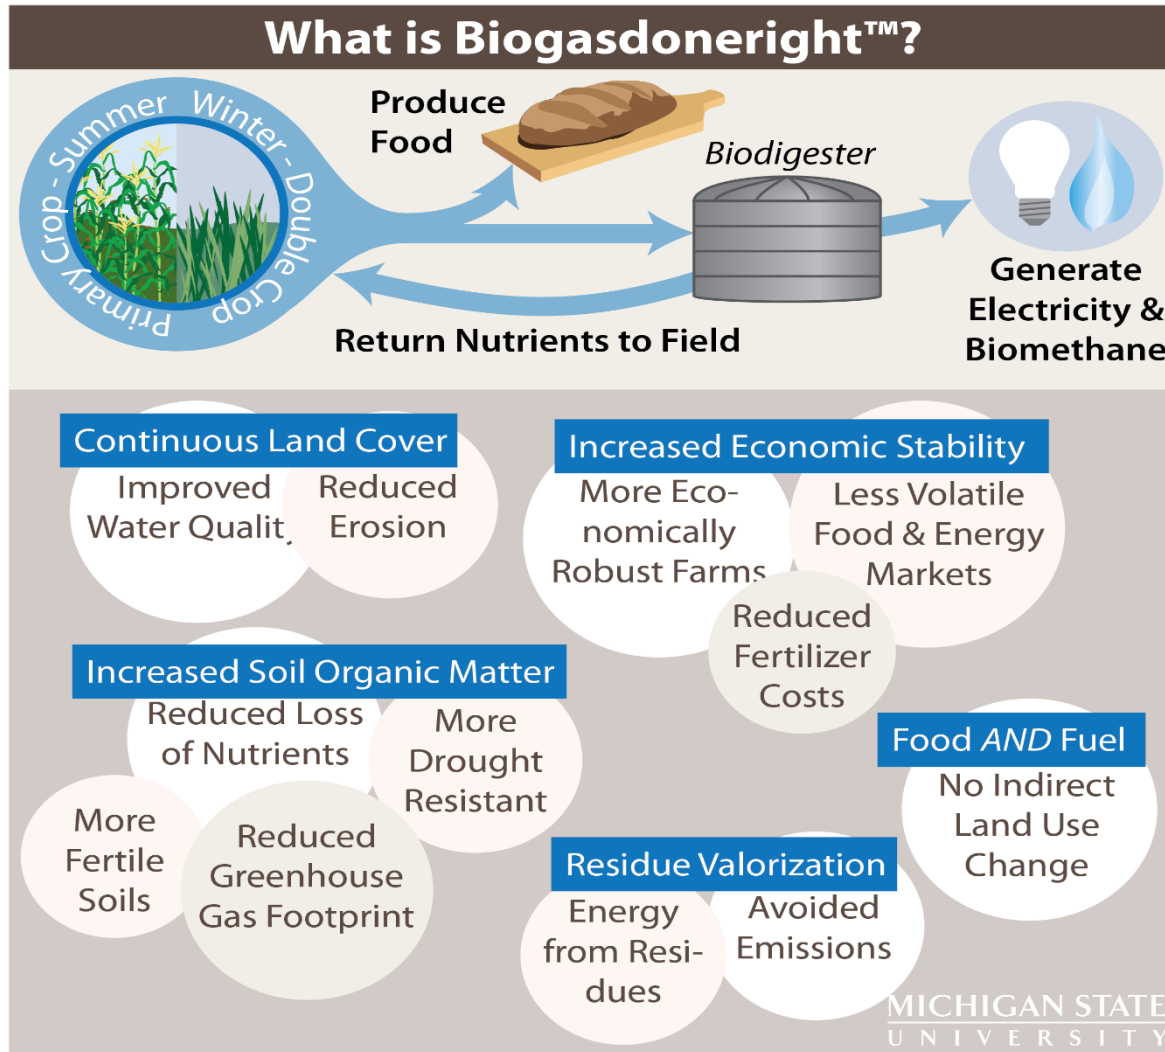 What is Biogasdoneright™?
Primary Crop - Summer
Winter - Double Crop
Produce
Food
Biodigester
Generate
Electricity &
Biomethane
Return Nutrients to Field
Continuous Land Cover
Improved
Water Quality
Reduced
Erosion
Increased Economic Stability
More Eco-
nomically
Robust Farms
Less Volatile
Food & Energy
Markets
Reduced
Fertilizer
Costs
Increased Soil Organic Matter
Reduced Loss
of Nutrients
More
Drought
Resistant
More
Fertile
Soils
Reduced
Greenhouse
Gas Footprint
Food AND Fuel
No Indirect
Land Use
Change
Residue Valorization
Energy
from Resi-
dues
Avoided
Emissions
MICHIGAN STATE
UNIVERSITY